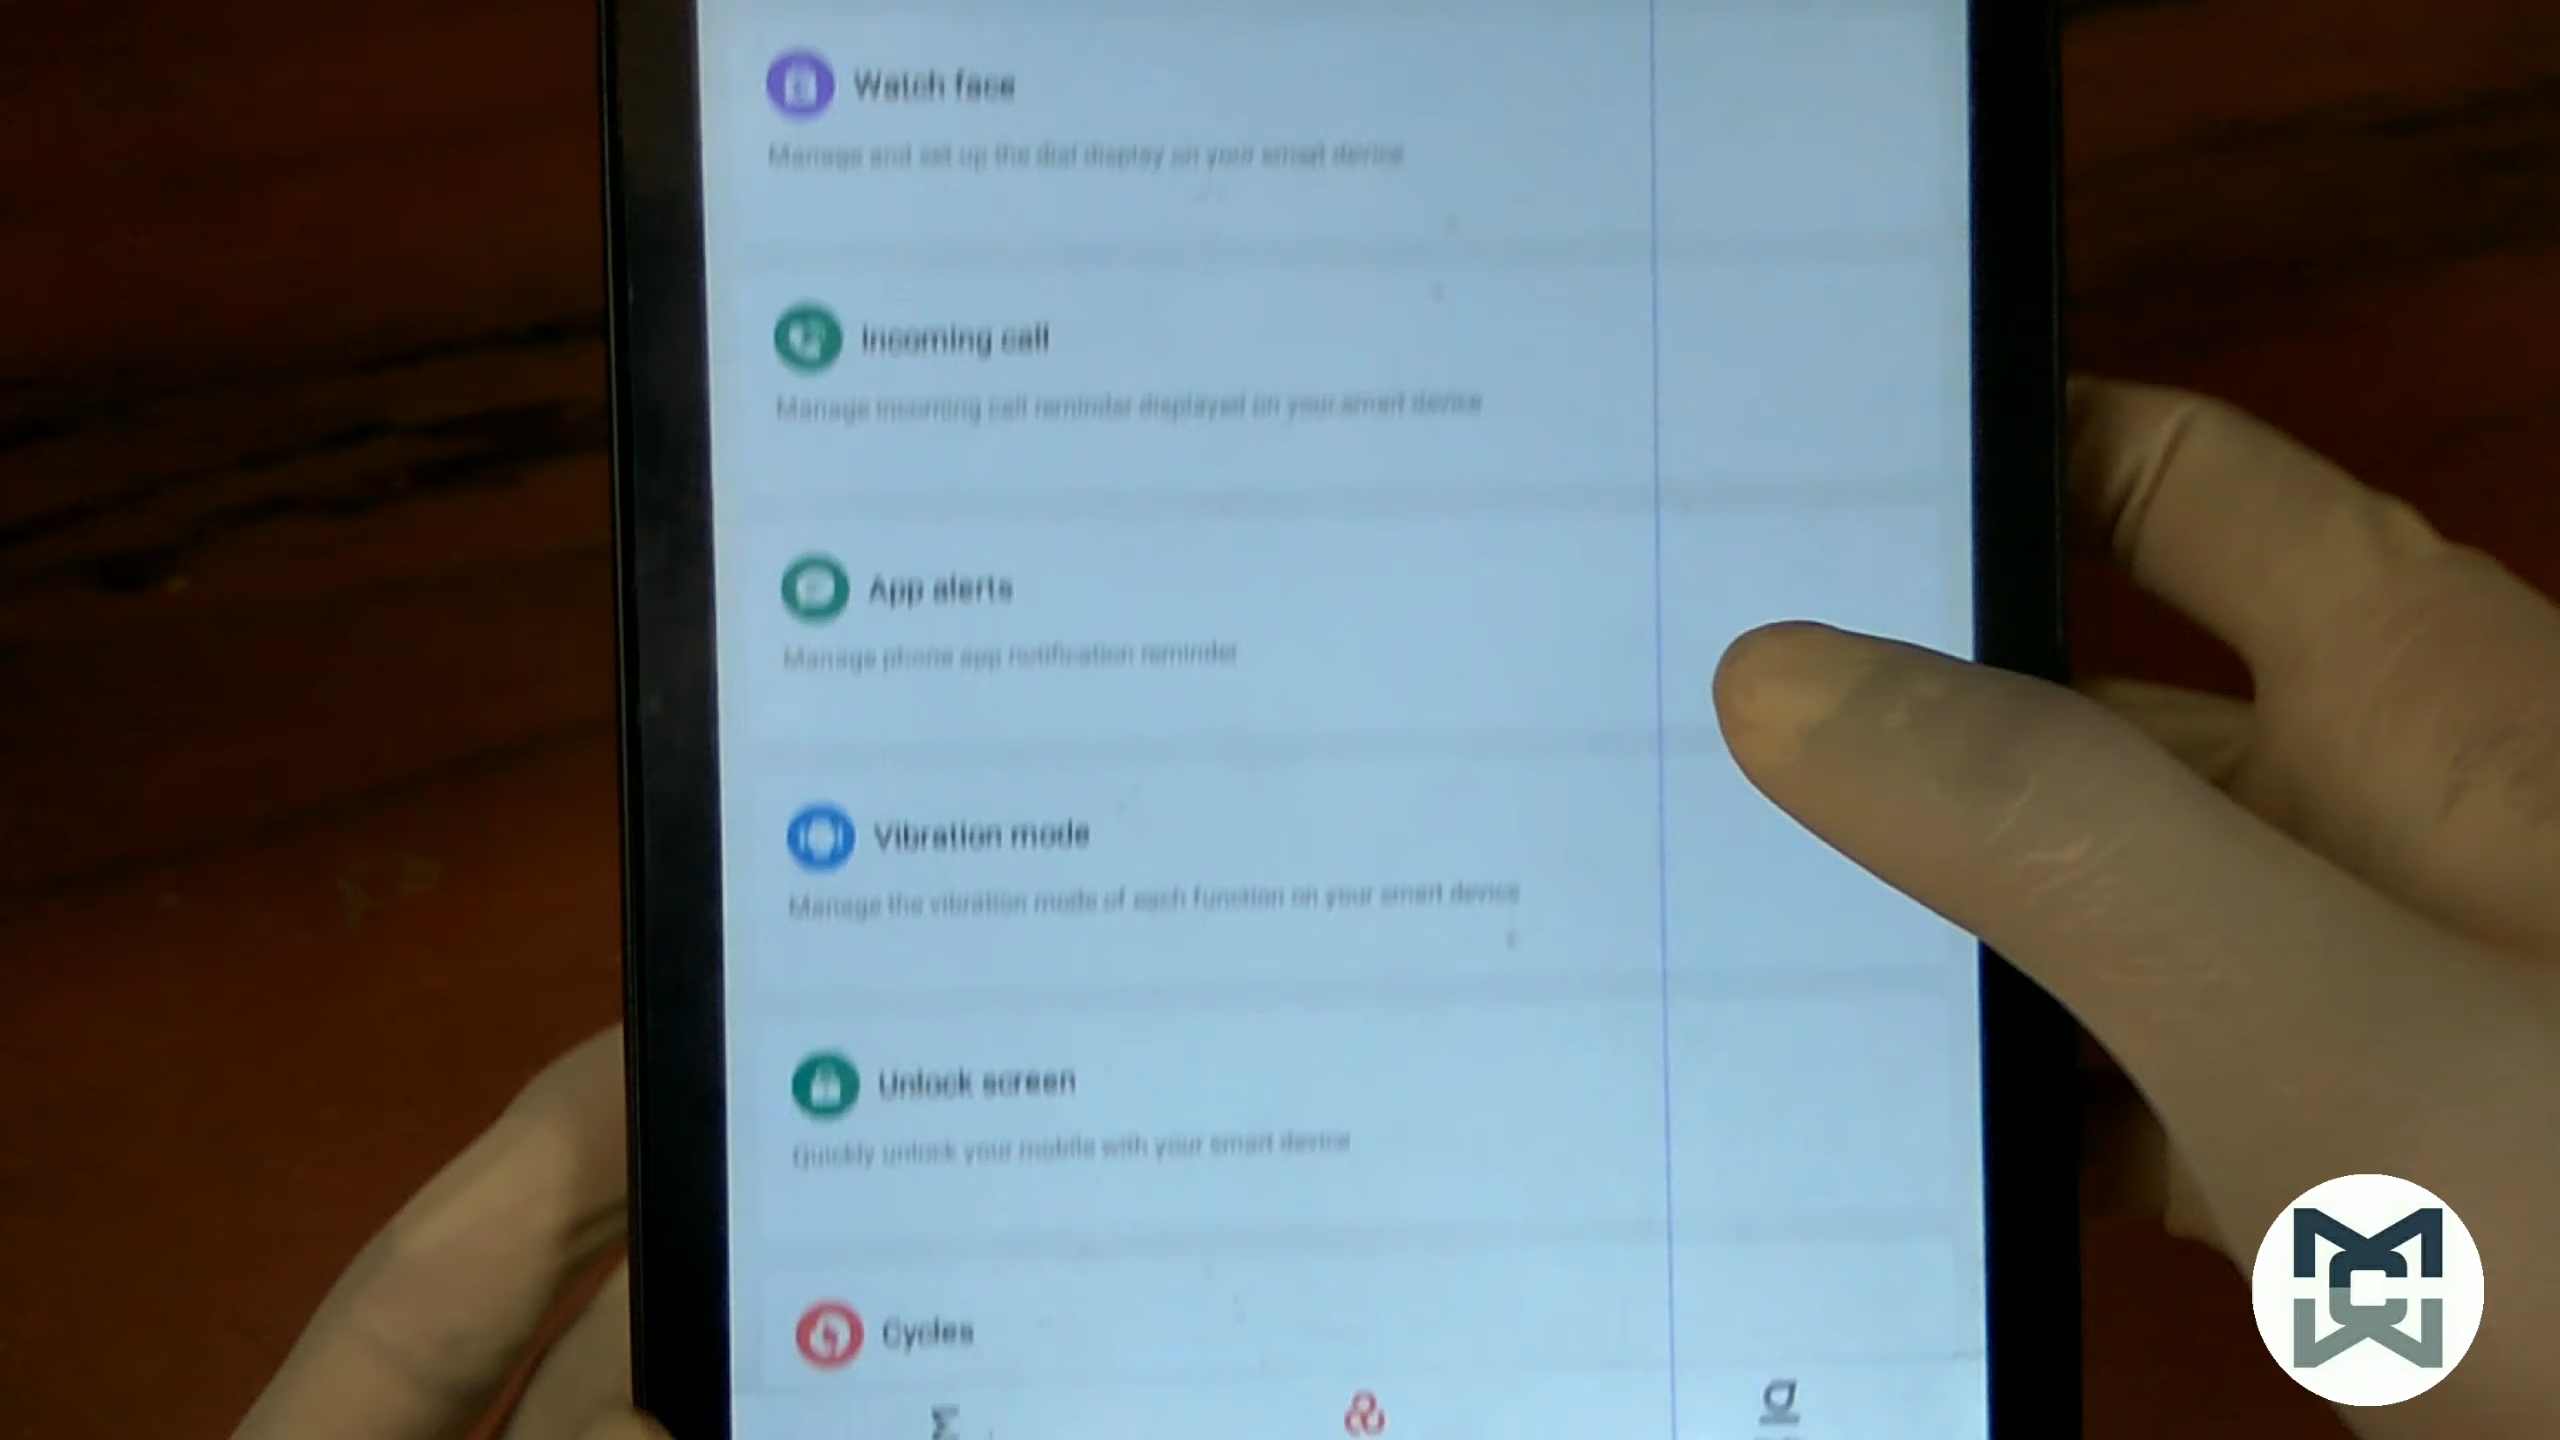 Watch face
Manage and set up the dial display on your smart device
Incoming call
Manage incoming call reminder displayed on your smart device
App alerts
Manage phone app notification reminder
Vibration mode
Manage the vibration mode of each function on your smart device
Unlock screen
Quickly unlock your mobile with your smart device
Cycles